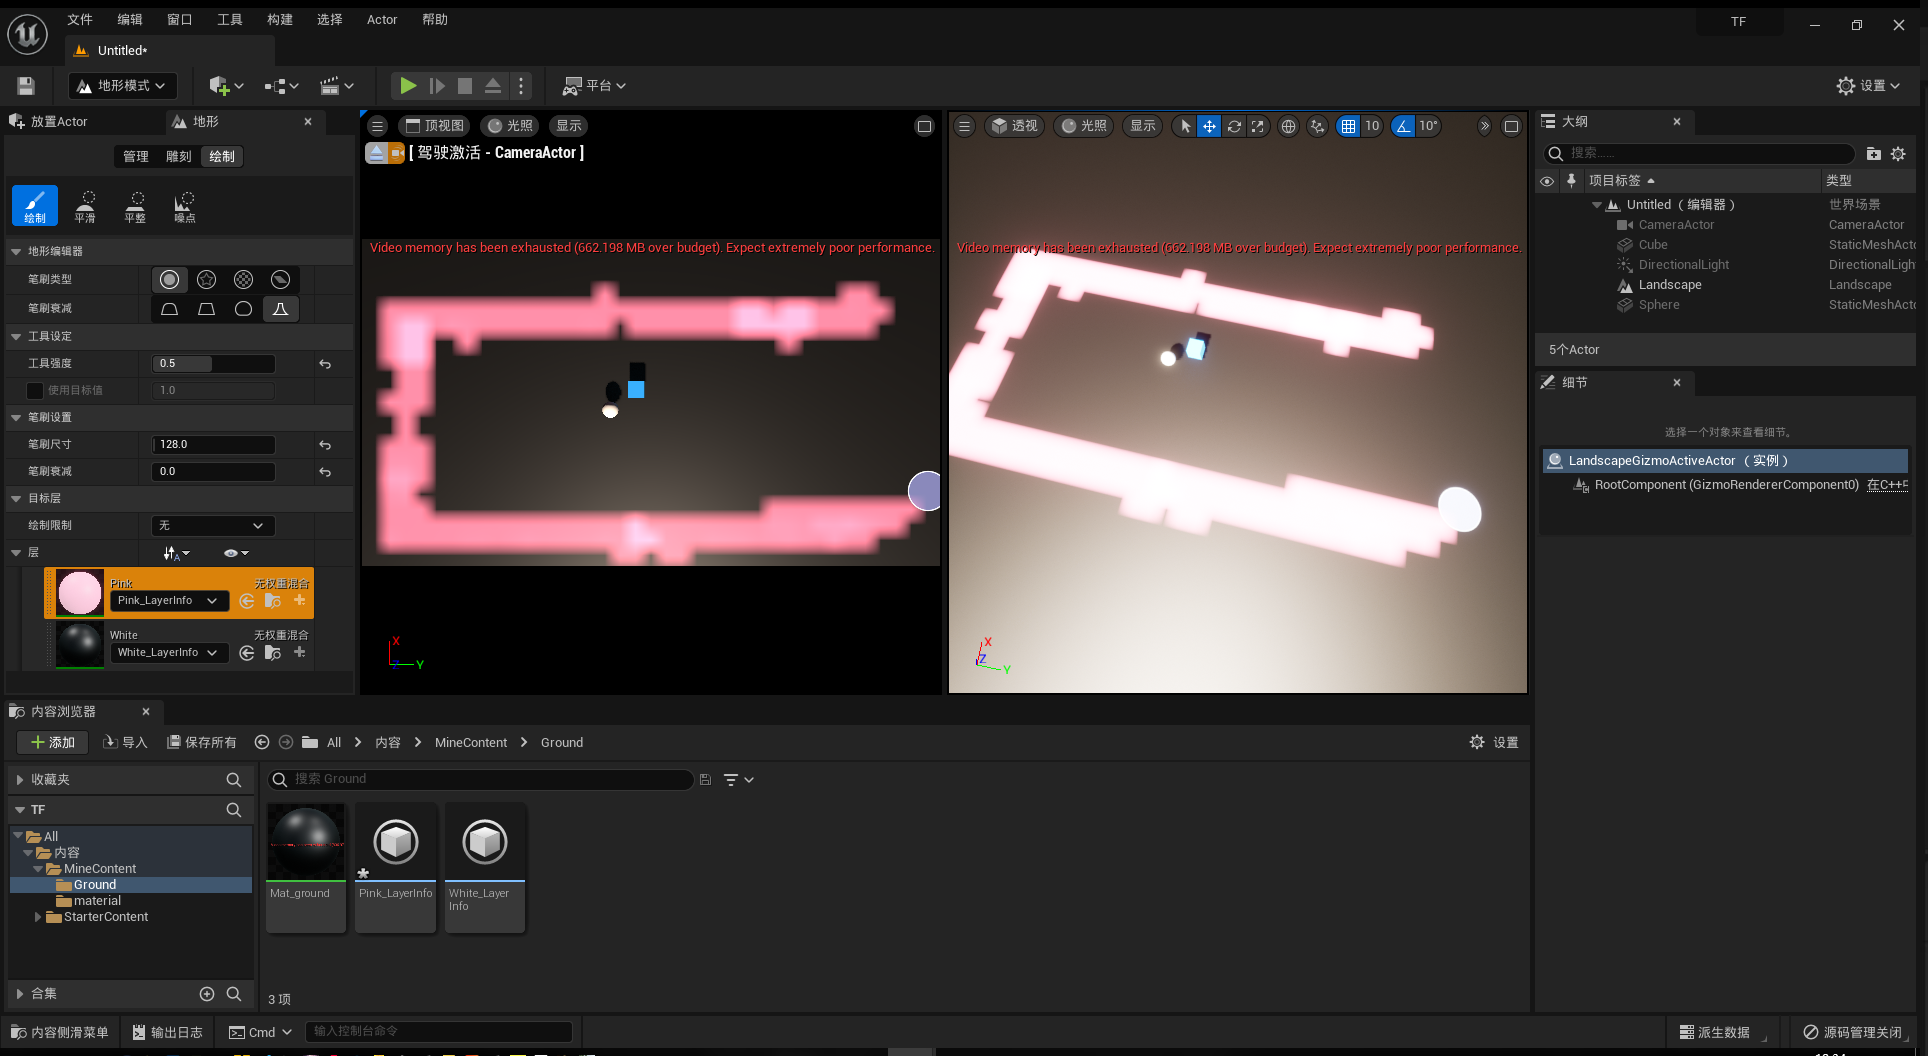 文件 编辑 窗口 工具 构建 选择 Actor 帮助
TF
Untitled*
地形模式
平台
设置
放置Actor
地形
管理 雕刻 绘制
绘制 平滑 平整 噪点
地形编辑器
笔刷类型
笔刷衰减
工具设定
工具强度 0.5
使用目标值 1.0
笔刷设置
笔刷尺寸 128.0
笔刷衰减 0.0
目标层
绘制限制 无
层
Pink 无权重混合
Pink_LayerInfo
White 无权重混合
White_LayerInfo
顶视图 光照 显示
[ 驾驶激活 - CameraActor ]
Video memory has been exhausted (662.198 MB over budget). Expect extremely poor performance.
X
Z Y
透视 光照 显示 10 10°
Video memory has been exhausted (662.198 MB over budget). Expect extremely poor performance.
X
Z
Y
大纲
搜索......
项目标签 类型
Untitled （编辑器） 世界场景
CameraActor CameraActor
Cube StaticMeshActo
DirectionalLight DirectionalLigh
Landscape Landscape
Sphere StaticMeshActo
5个Actor
细节
选择一个对象来查看细节。
LandscapeGizmoActiveActor （实例）
RootComponent (GizmoRendererComponent0) 在C++中
内容浏览器
添加 导入 保存所有 All 内容 MineContent Ground
设置
收藏夹
TF
All
内容
MineContent
Ground
material
StarterContent
合集
搜索 Ground
Mat_ground
Pink_LayerInfo
White_Layer
Info
3 项
内容侧滑菜单 输出日志 Cmd 输入控制台命令
派生数据 源码管理关闭